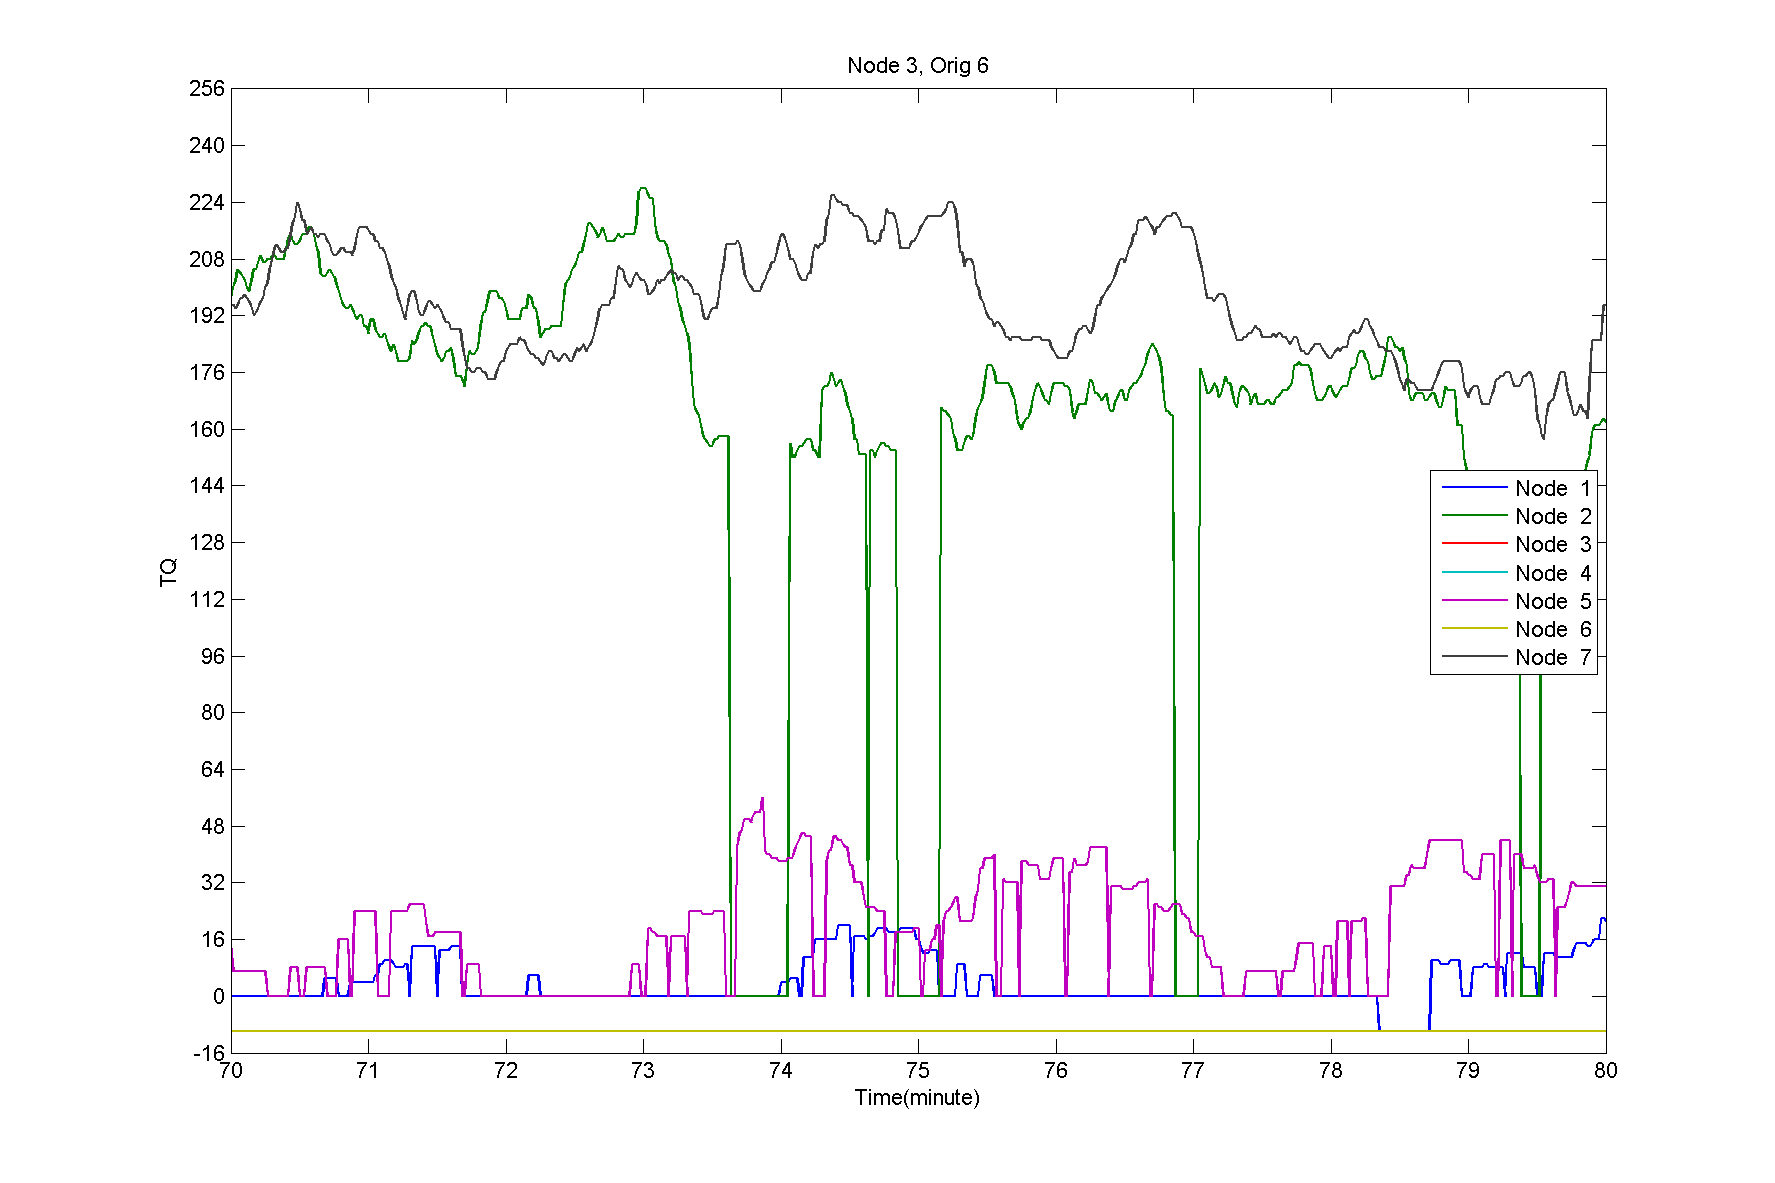 Node 3, Orig 6
256
240
224
208
192
176
160
144
128
112
96
80
64
48
32
16
0
-16
TQ
Node 1
Node 2
Node 3
Node 4
Node 5
Node 6
Node 7
70 71 72 73 74 75 76 77 78 79 80
Time(minute)